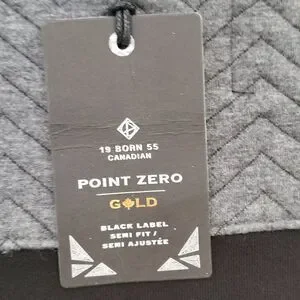 19 BORN 55
CANADIAN
POINT ZERO
GOLD
BLACK LABEL
SEMI FIT /
SEMI AJUSTÉE